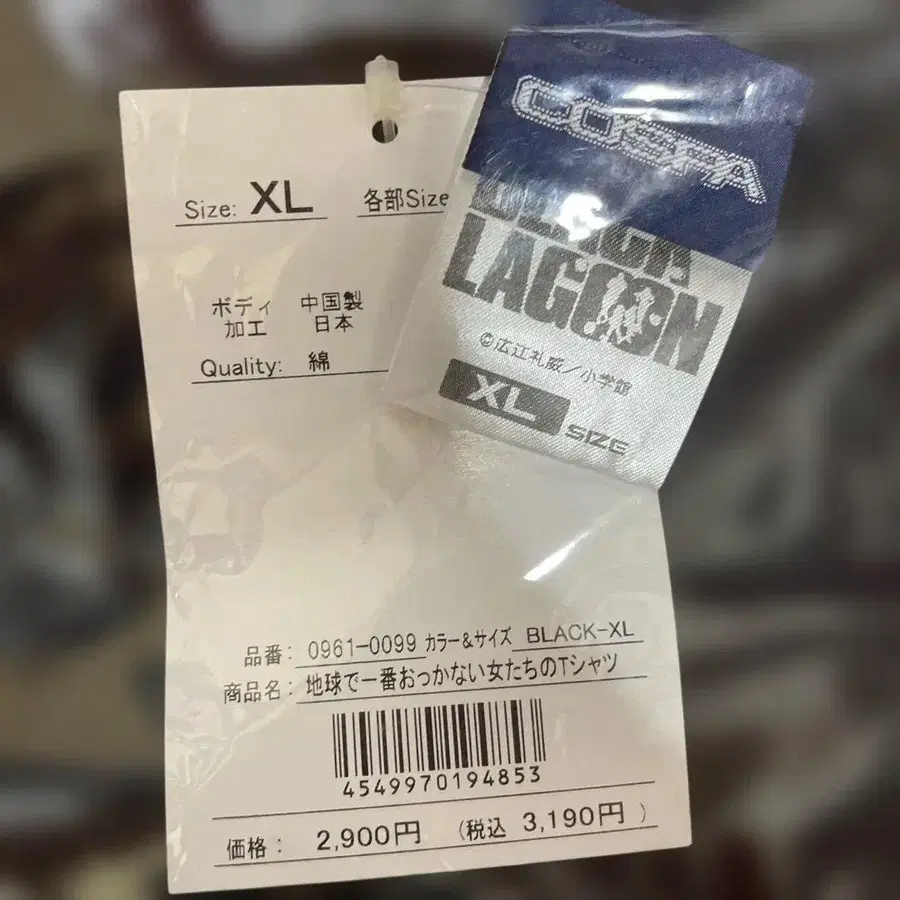 Size: XL 各部Size
ボディ 中国製
加工 日本
Quality: 綿
COSPA
BLACK
LAGOON
©広江礼威/小学館
XL SIZE
品番: 0961-0099 カラー&サイズ BLACK-XL
商品名: 地球で一番おっかない女たちのTシャツ
4549970194853
価格: 2,900円 (税込 3,190円)